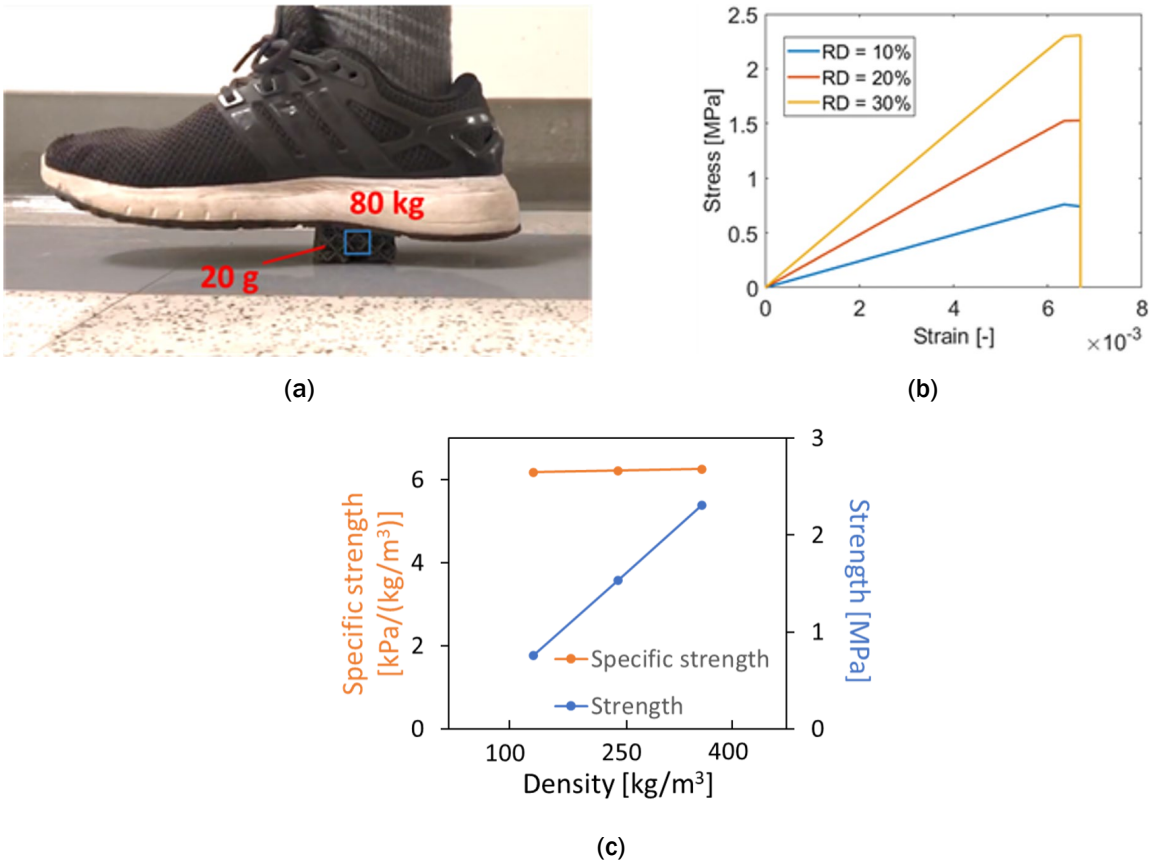 80 kg
20 g
(a)
2.5
2
1.5
1
0.5
0
Stress [MPa]
RD = 10%
RD = 20%
RD = 30%
0 2 4 6 8
Strain [-]
×10⁻³
(b)
Specific strength
[kPa/(kg/m³)]
6
4
2
0
3
2
1
0
Strength [MPa]
Specific strength
Strength
100 250 400
Density [kg/m³]
(c)